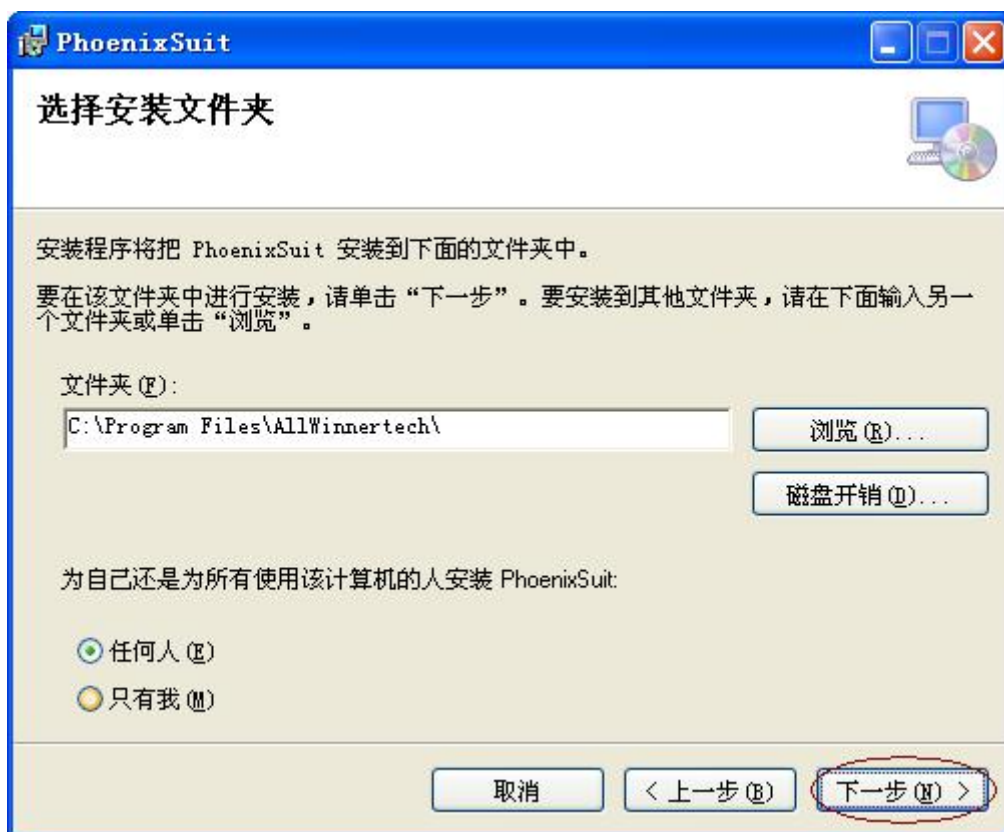 PhoenixSuit
选择安装文件夹
安装程序将把 PhoenixSuit 安装到下面的文件夹中。
要在该文件夹中进行安装，请单击“下一步”。要安装到其他文件夹，请在下面输入另一
个文件夹或单击“浏览”。
文件夹(F):
C:\Program Files\AllWinnertech\
浏览(R)...
磁盘开销(D)...
为自己还是为所有使用该计算机的人安装 PhoenixSuit:
任何人(E)
只有我(M)
取消
< 上一步(B)
下一步(N) >